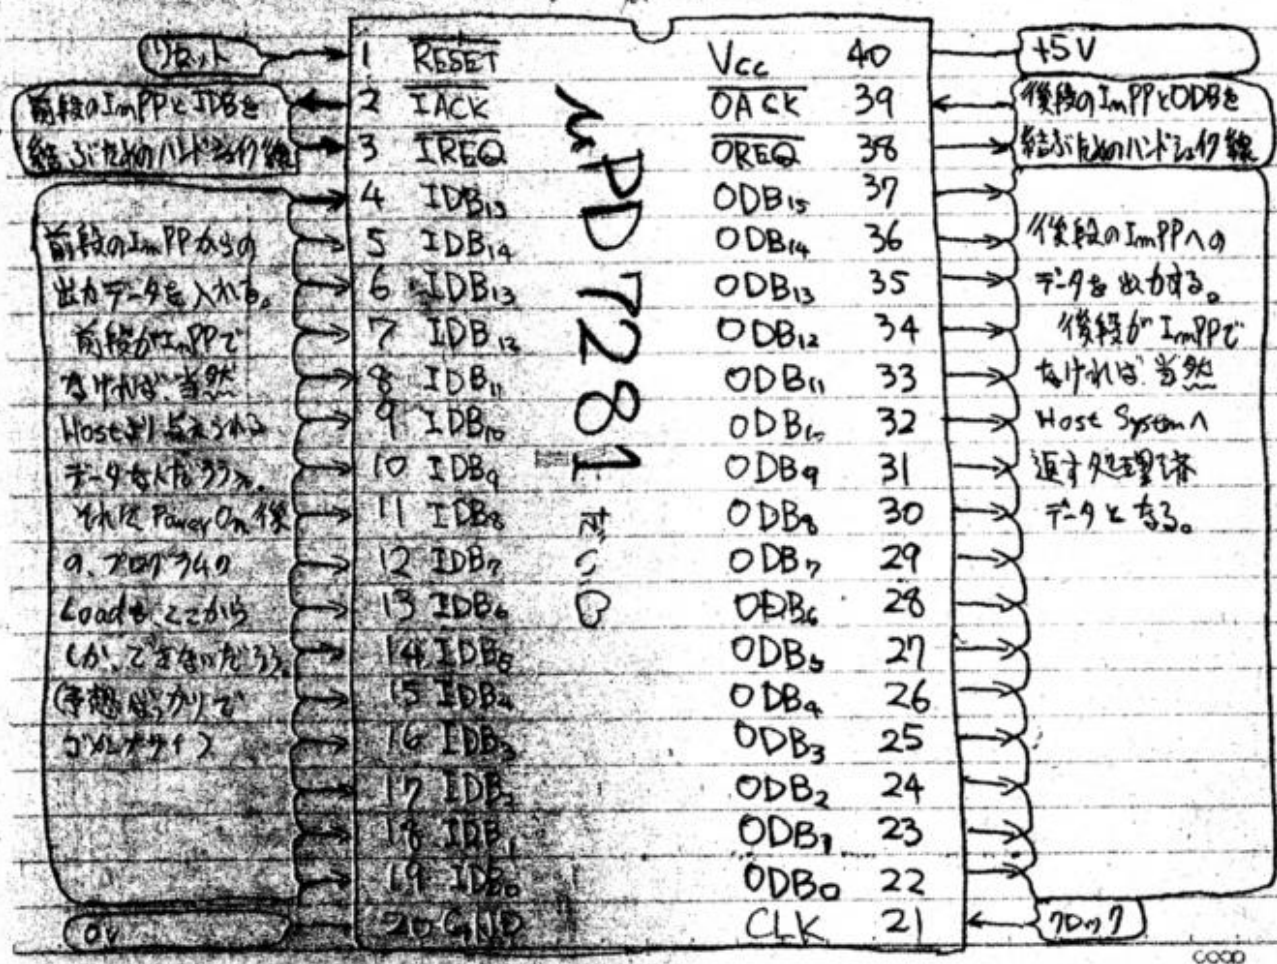 リセット
1 RESET
Vcc 40
+5V
前段のImPPとIDBを
結ぶためのハンドシェイク線
2 IACK
3 IREQ
OACK 39
OREQ 38
後段のImPPとODBを
結ぶためのハンドシェイク線
μPD7281
前段のImPPからの
出力データを入れる。
前段がImPPで
なければ、当然
Hostより与えられる
データなんだろうネ。
それに Power On 後
の、プログラムの
Loadも ここから
しか、できないだろう。
(予想ばっかりで
ゴメンナサイ)
4 IDB15
5 IDB14
6 IDB13
7 IDB12
8 IDB11
9 IDB10
10 IDB9
11 IDB8
12 IDB7
13 IDB6
14 IDB5
15 IDB4
16 IDB3
17 IDB2
18 IDB1
19 IDB0
20 GND
0V
ODB15 37
ODB14 36
ODB13 35
ODB12 34
ODB11 33
ODB10 32
ODB9 31
ODB8 30
ODB7 29
ODB6 28
ODB5 27
ODB4 26
ODB3 25
ODB2 24
ODB1 23
ODB0 22
CLK 21
後段のImPPへの
データを出力する。
後段がImPPで
なければ、当然
Host Systemへ
返す処理済
データとなる。
クロック